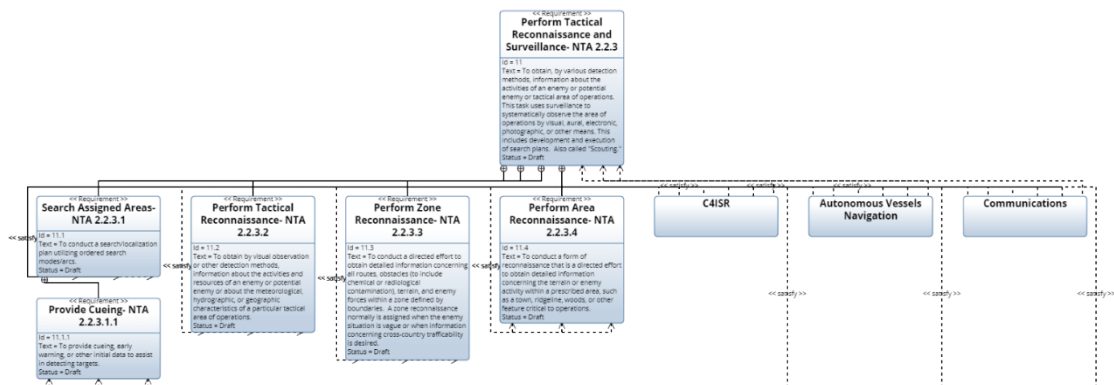 << Requirement >>
Perform Tactical
Reconnaissance and
Surveillance- NTA 2.2.3
Id = 11
Text = To obtain, by various detection
methods, information about the
activities of an enemy or potential
enemy or tactical area of operations.
This task uses surveillance to
systematically observe the area of
operations by visual, aural, electronic,
photographic, or other means. This
includes development and execution
of search plans. Also called "Scouting."
Status = Draft
<< Requirement >>
Search Assigned Areas-
NTA 2.2.3.1
Id = 11.1
Text = To conduct a search/localization
plan utilizing ordered search
modes/arcs.
Status = Draft
<< Requirement >>
Perform Tactical
Reconnaissance- NTA
2.2.3.2
Id = 11.2
Text = To obtain by visual observation
or other detection methods,
information about the activities and
resources of an enemy or potential
enemy or about the meteorological,
hydrographic, or geographic
characteristics of a particular tactical
area of operations.
Status = Draft
<< Requirement >>
Perform Zone
Reconnaissance- NTA
2.2.3.3
Id = 11.3
Text = To conduct a directed effort to
obtain detailed information concerning
all routes, obstacles (to include
chemical or radiological
contamination), terrain, and enemy
forces within a zone defined by
boundaries. A zone reconnaissance
normally is assigned when the enemy
situation is vague or when information
concerning cross-country trafficability
is desired.
Status = Draft
<< Requirement >>
Perform Area
Reconnaissance- NTA
2.2.3.4
Id = 11.4
Text = To conduct a form of
reconnaissance that is a directed effort
to obtain detailed information
concerning the terrain or enemy
activity within a prescribed area, such
as a town, ridgeline, woods, or other
feature critical to operations.
Status = Draft
<< satisfy >>
<< satisfy >>
<< satisfy >>
C4ISR
Autonomous Vessels
Navigation
Communications
<< satisfy
<< satisfy
<< satisfy
<< satisfy
<< satisfy >>
<< satisfy >>
<< satisfy >>
<< Requirement >>
Provide Cueing- NTA
2.2.3.1.1
Id = 11.1.1
Text = To provide cueing, early
warning, or other initial data to assist
in detecting targets.
Status = Draft